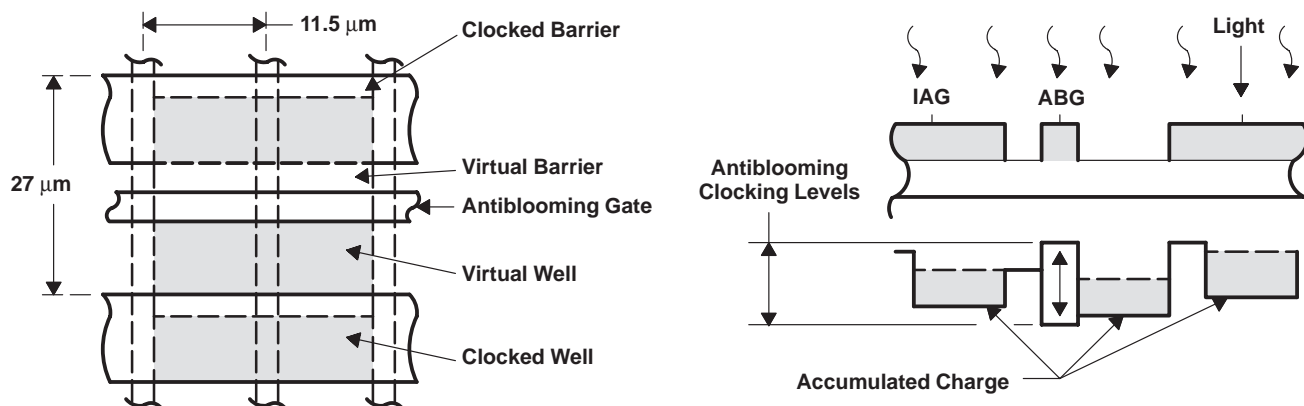 11.5 μm
Clocked Barrier
27 μm
Virtual Barrier
Antiblooming Gate
Virtual Well
Clocked Well
Light
IAG
ABG
Antiblooming
Clocking Levels
Accumulated Charge